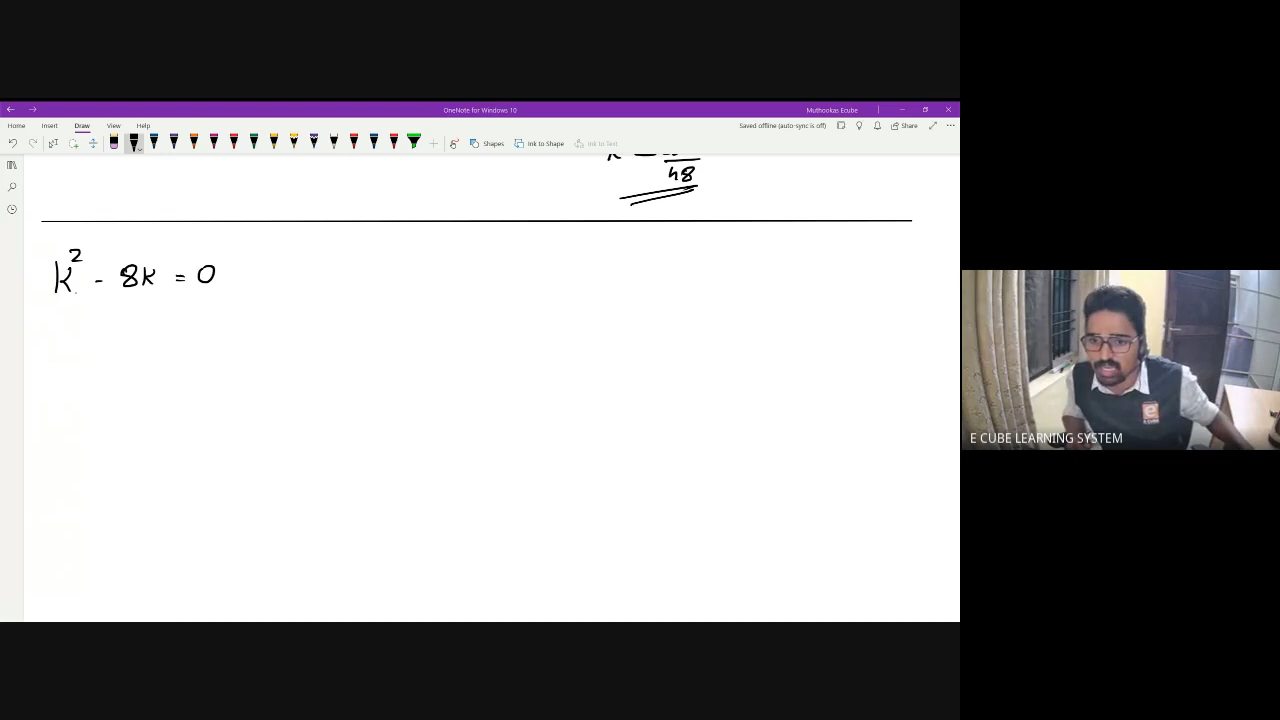 OneNote for Windows 10
Muthookas Ecube
Home Insert Draw View Help
Saved offline (auto-sync is off)
Share
Shapes Ink to Shape Ink to Text
48
k² - 8k = 0
e
E CUBE
E CUBE LEARNING SYSTEM